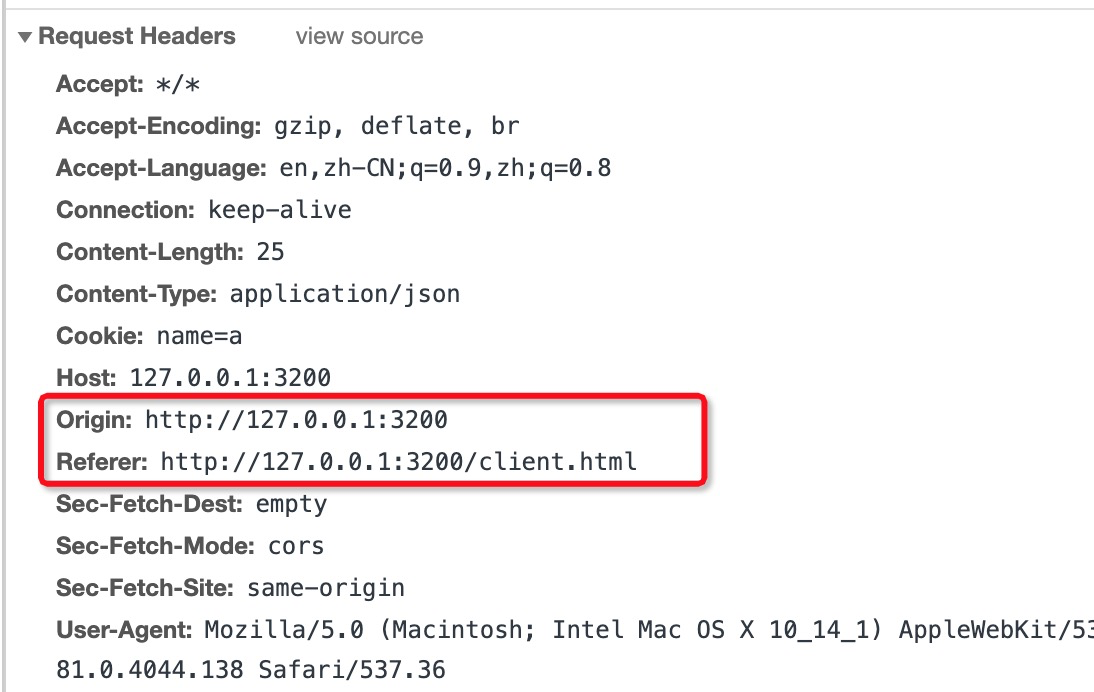 Request Headers view source
Accept: */*
Accept-Encoding: gzip, deflate, br
Accept-Language: en,zh-CN;q=0.9,zh;q=0.8
Connection: keep-alive
Content-Length: 25
Content-Type: application/json
Cookie: name=a
Host: 127.0.0.1:3200
Origin: http://127.0.0.1:3200
Referer: http://127.0.0.1:3200/client.html
Sec-Fetch-Dest: empty
Sec-Fetch-Mode: cors
Sec-Fetch-Site: same-origin
User-Agent: Mozilla/5.0 (Macintosh; Intel Mac OS X 10_14_1) AppleWebKit/53
81.0.4044.138 Safari/537.36